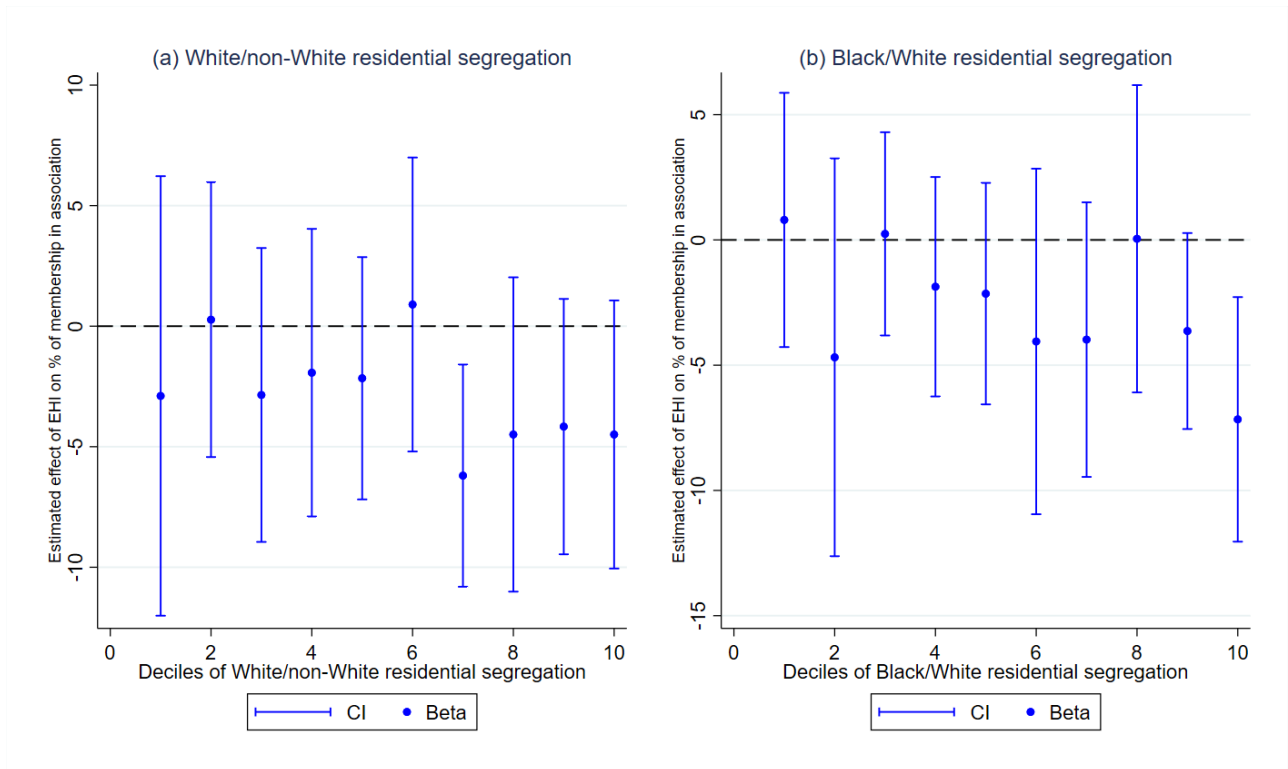 (a) White/non-White residential segregation
Estimated effect of EHI on % of membership in association
10
5
0
-5
-10
0 2 4 6 8 10
Deciles of White/non-White residential segregation
CI Beta
(b) Black/White residential segregation
Estimated effect of EHI on % of membership in association
5
0
-5
-10
-15
0 2 4 6 8 10
Deciles of Black/White residential segregation
CI Beta